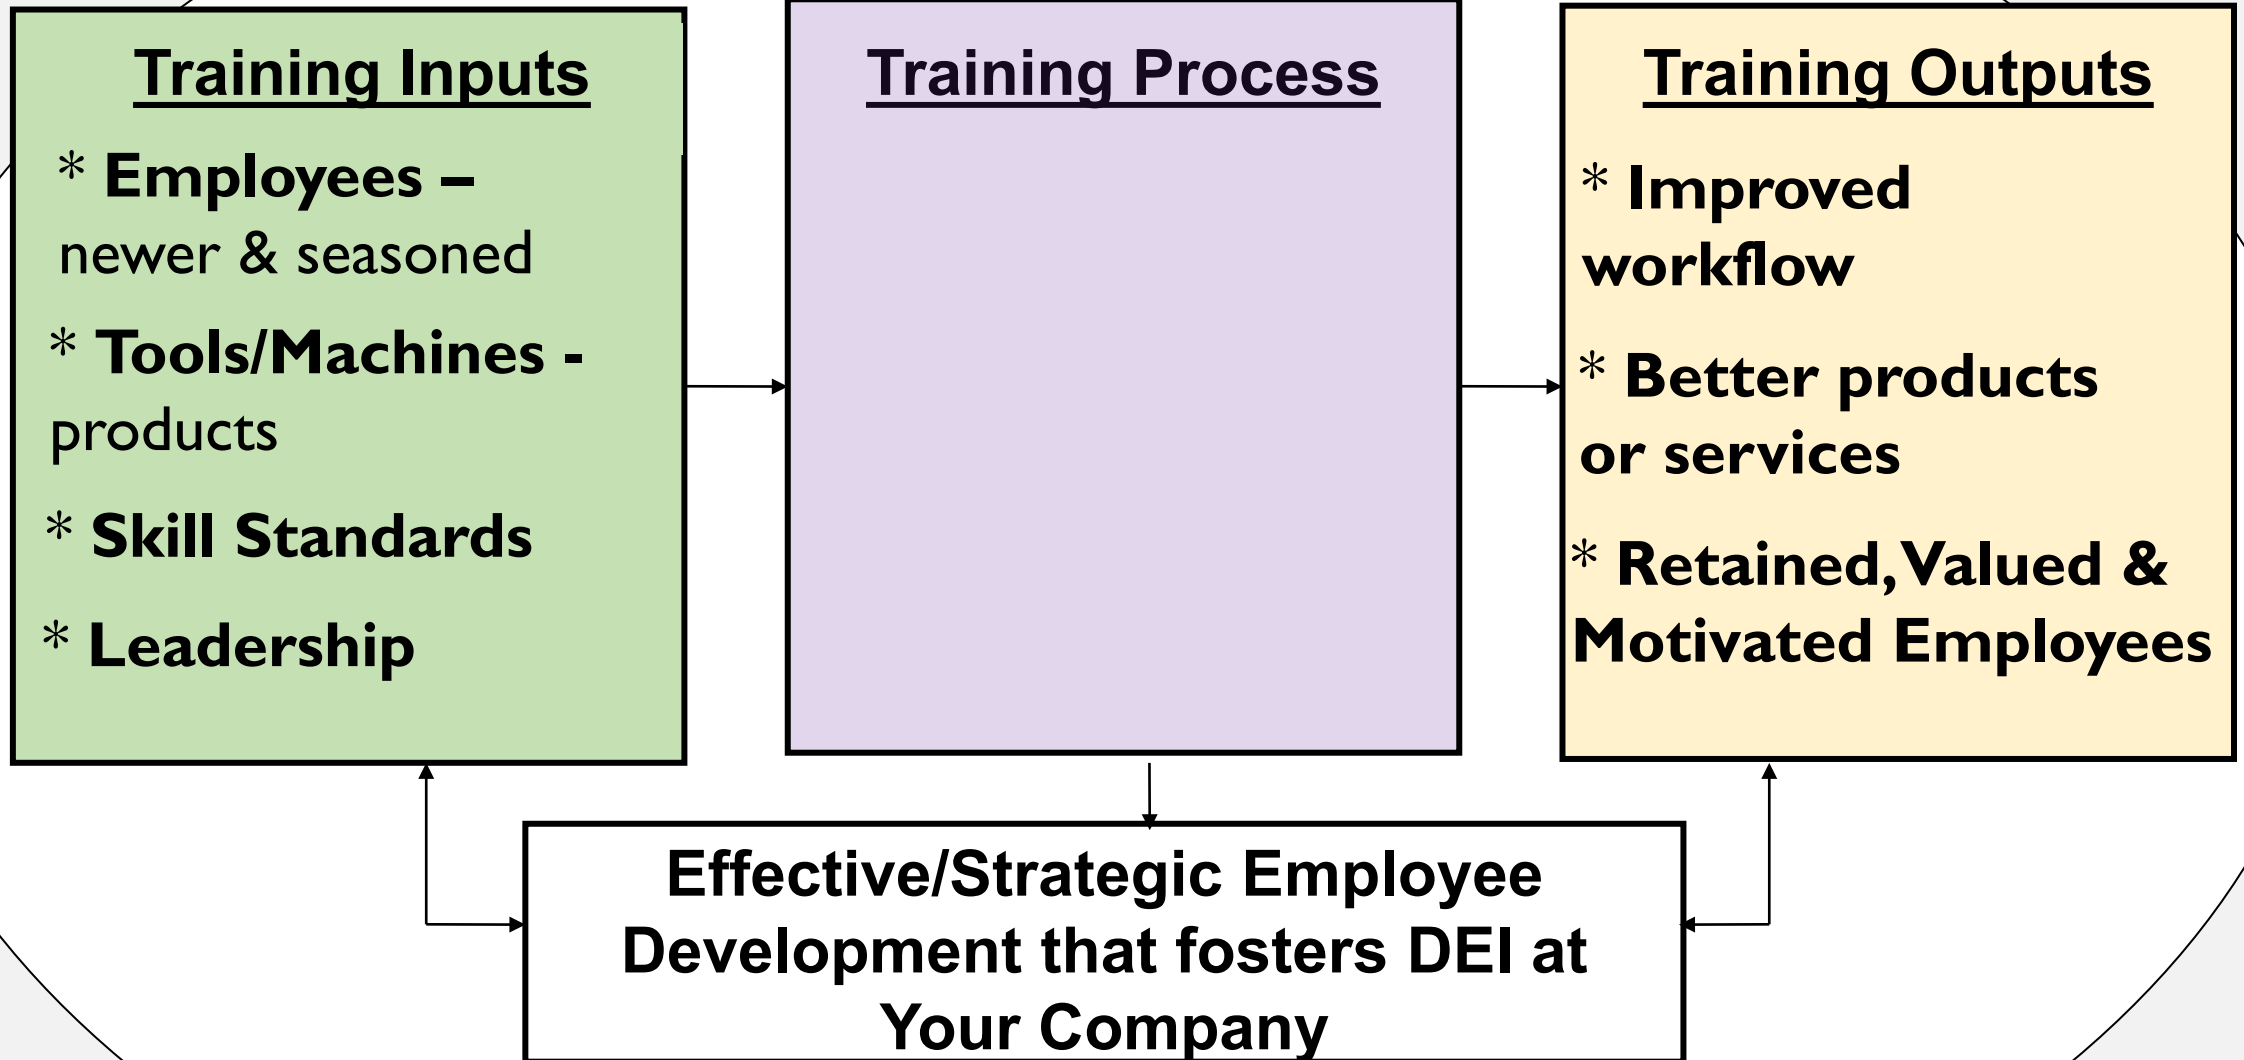 Training Inputs
* Employees –
newer & seasoned
* Tools/Machines -
products
* Skill Standards
* Leadership
Training Process
Training Outputs
* Improved
workflow
* Better products
or services
* Retained, Valued &
Motivated Employees
Effective/Strategic Employee
Development that fosters DEI at
Your Company